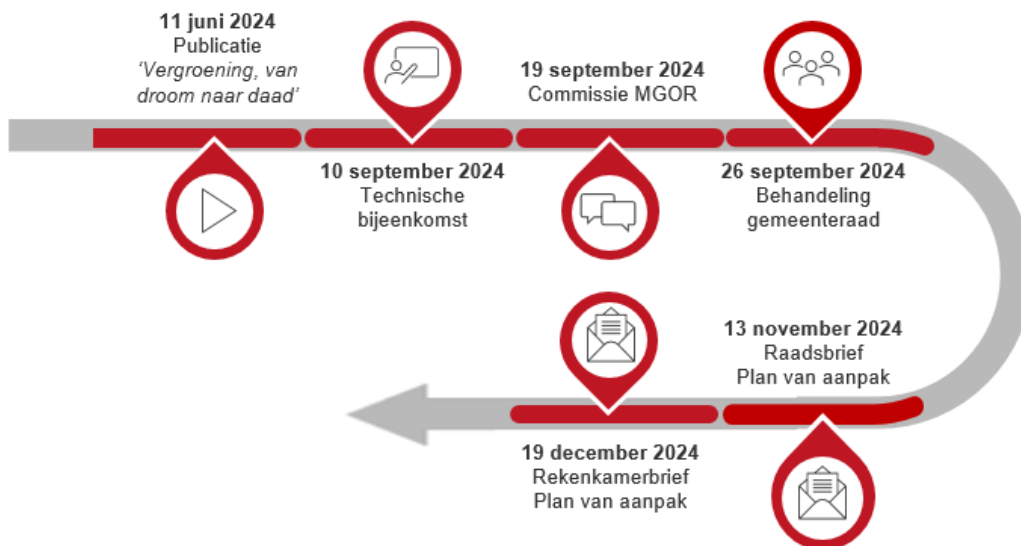 11 juni 2024
Publicatie
‘Vergroening, van
droom naar daad’
10 september 2024
Technische
bijeenkomst
19 september 2024
Commissie MGOR
26 september 2024
Behandeling
gemeenteraad
13 november 2024
Raadsbrief
Plan van aanpak
19 december 2024
Rekenkamerbrief
Plan van aanpak